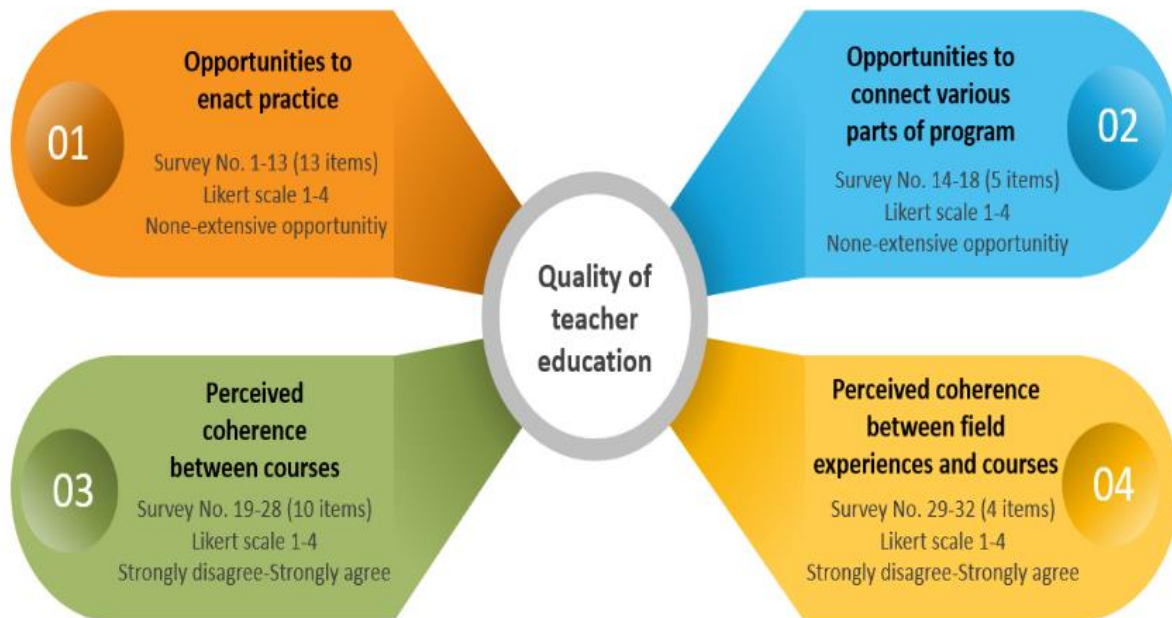 01
Opportunities to
enact practice
Survey No. 1-13 (13 items)
Likert scale 1-4
None-extensive opportunitiy
Opportunities to
connect various
parts of program
02
Survey No. 14-18 (5 items)
Likert scale 1-4
None-extensive opportunitiy
Quality of
teacher
education
03
Perceived
coherence
between courses
Survey No. 19-28 (10 items)
Likert scale 1-4
Strongly disagree-Strongly agree
Perceived coherence
between field
experiences and courses
04
Survey No. 29-32 (4 items)
Likert scale 1-4
Strongly disagree-Strongly agree